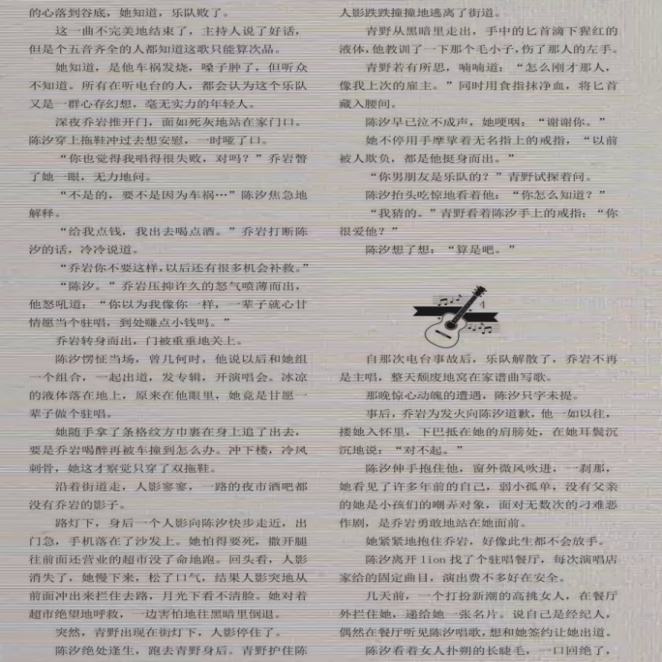 的心落到谷底，她知道，乐队败了。
这一曲不完美地结束了，主持人说了好话，
但是个五音齐全的人都知道这歌只能算次品。
她知道，是他车祸发烧，嗓子肿了，但听众
不知道。所有在听电台的人，都会认为这个乐队
又是一群心存幻想，毫无实力的年轻人。
深夜乔岩推开门，面如死灰地站在家门口。
陈汐穿上拖鞋冲过去想安慰，一时哑了口。
“你也觉得我唱得很失败，对吗？”乔岩瞥
了她一眼，无力地问。
“不是的，要不是因为车祸…”陈汐焦急地
解释。
“给我点钱，我出去喝点酒。”乔岩打断陈
汐的话，冷冷说道。
“乔岩你不要这样，以后还有很多机会补救。”
“陈汐。”乔岩压抑许久的怒气喷薄而出，
他怒吼道：“你以为我像你一样，一辈子就心甘
情愿当个驻唱，到处赚点小钱吗。”
乔岩转身而出，门被重重地关上。
陈汐愣怔当场，曾几何时，他说以后和她组
一个组合，一起出道，发专辑，开演唱会。冰凉
的液体落在地上，原来在他眼里，她竟是甘愿一
辈子做个驻唱。
她随手拿了条格纹方巾裹在身上追了出去，
要是乔岩喝醉再被车撞到怎么办。冲下楼，冷风
刺骨，她这才察觉只穿了双拖鞋。
沿着街道走，人影寥寥，一路的夜市酒吧都
没有乔岩的影子。
路灯下，身后一个人影向陈汐快步走近，出
门急，手机落在了沙发上。她怕得要死，撒开腿
往前面还营业的超市没了命地跑。回头看，人影
消失了，她慢下来，松了口气，结果人影突地从
前面冲出来拦住去路，月光下看不清脸。她对着
超市绝望地呼救，一边害怕地往黑暗里倒退。
突然，青野出现在街灯下，人影停住了。
陈汐绝处逢生，跑去青野身后。青野护住陈
人影跌跌撞撞地逃离了街道。
青野从黑暗里走出，手中的匕首滴下猩红的
液体，他教训了一下那个毛小子，伤了那人的左手。
青野若有所思，喃喃道：“怎么刚才那人，
像我上次的雇主。”同时用食指抹净血，将匕首
藏入腰间。
陈汐早已泣不成声，她哽咽：“谢谢你。”
她不停用手摩挲着无名指上的戒指，“以前
被人欺负，都是他挺身而出。”
“你男朋友是乐队的？”青野试探着问。
陈汐抬头吃惊地看着他：“你怎么知道？”
“我猜的。”青野看着陈汐手上的戒指：“你
很爱他？”
陈汐想了想：“算是吧。”
4
自那次电台事故后，乐队解散了，乔岩不再
是主唱，整天颓废地窝在家谱曲写歌。
那晚惊心动魄的遭遇，陈汐只字未提。
事后，乔岩为发火向陈汐道歉，他一如以往，
搂她入怀里，下巴抵在她的肩膀处，在她耳鬓沉
沉地说：“对不起。”
陈汐伸手抱住他，窗外微风吹进，一刹那，
她看见了许多年前的自己，弱小孤单，没有父亲
的她是小孩们的嘲弄对象，面对无数次的刁难恶
作剧，是乔岩勇敢地站在她面前。
她紧紧地抱住乔岩，好像此生都不会放手。
陈汐离开 lion 找了个驻唱餐厅，每次演唱店
家给的固定曲目，演出费不多好在安全。
几天前，一个打扮新潮的高挑女人，在餐厅
外拦住她，递给她一张名片。说自己是经纪人，
偶然在餐厅听见陈汐唱歌，想和她签约让她出道。
陈汐看着女人扑朔的长睫毛，一口回绝了，